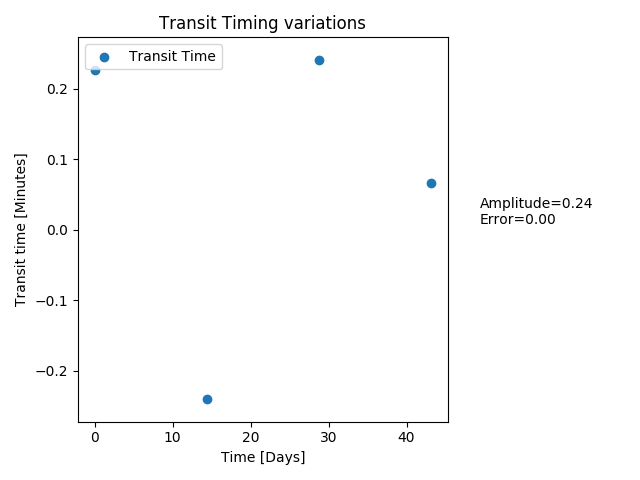 Transit Timing variations
Transit Time
0.2
0.1
0.0
−0.1
−0.2
Transit time [Minutes]
Amplitude=0.24
Error=0.00
0 10 20 30 40
Time [Days]